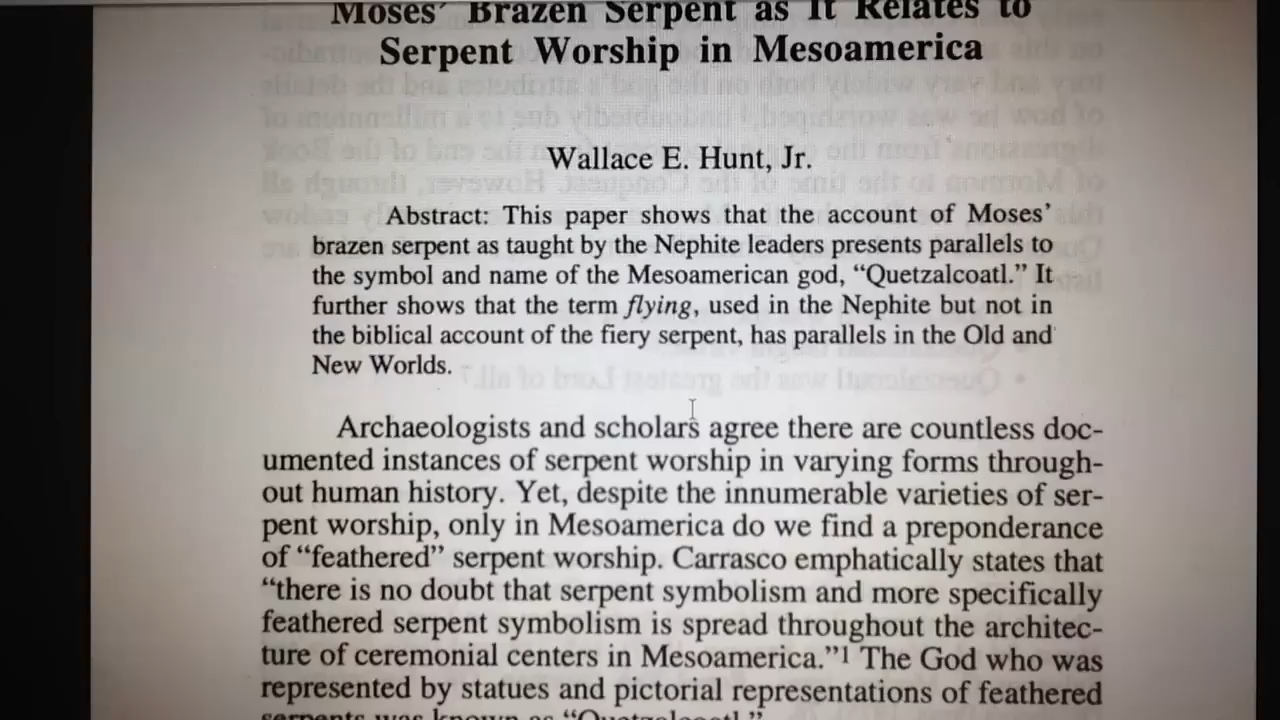 Moses' Brazen Serpent as It Relates to
Serpent Worship in Mesoamerica
Wallace E. Hunt, Jr.
Abstract: This paper shows that the account of Moses'
brazen serpent as taught by the Nephite leaders presents parallels to
the symbol and name of the Mesoamerican god, “Quetzalcoatl.” It
further shows that the term flying, used in the Nephite but not in
the biblical account of the fiery serpent, has parallels in the Old and
New Worlds.
Archaeologists and scholars agree there are countless doc-
umented instances of serpent worship in varying forms through-
out human history. Yet, despite the innumerable varieties of ser-
pent worship, only in Mesoamerica do we find a preponderance
of “feathered” serpent worship. Carrasco emphatically states that
“there is no doubt that serpent symbolism and more specifically
feathered serpent symbolism is spread throughout the architec-
ture of ceremonial centers in Mesoamerica.”1 The God who was
represented by statues and pictorial representations of feathered
serpents was known as “Quetzalcoatl.”